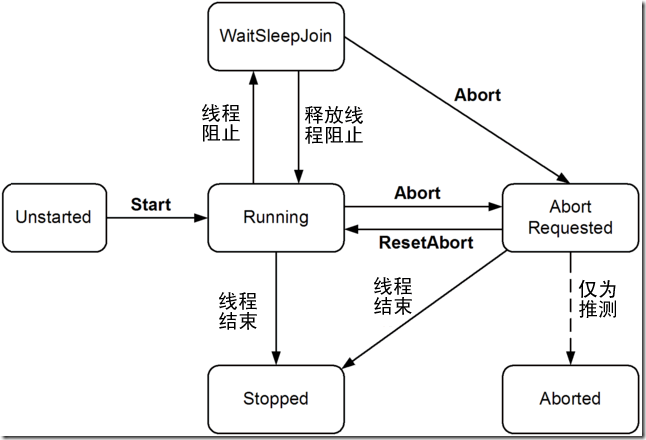 WaitSleepJoin
Abort
线程
阻止
释放线
程阻止
Unstarted
Start
Running
Abort
ResetAbort
Abort
Requested
线程
结束
线程
结束
仅为
推测
Stopped
Aborted